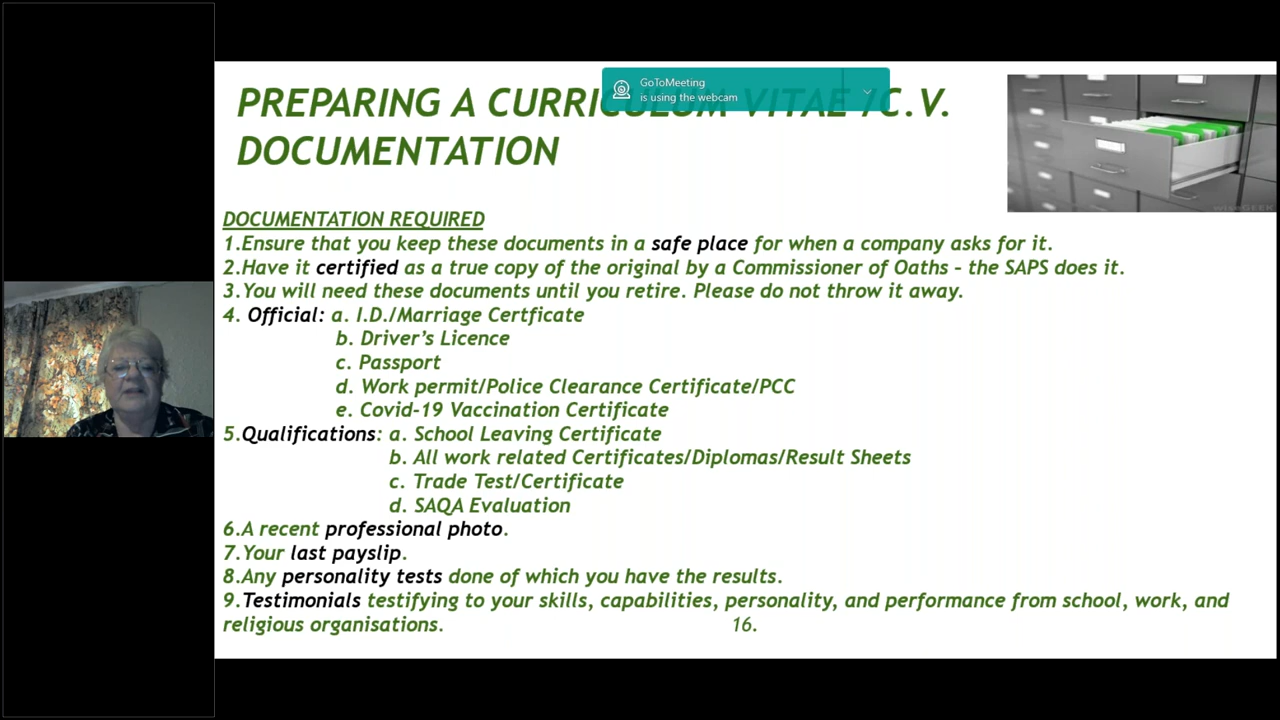 GoToMeeting
is using the webcam
PREPARING A CURRICULUM VITAE /C.V.
DOCUMENTATION
DOCUMENTATION REQUIRED
1.Ensure that you keep these documents in a safe place for when a company asks for it.
2.Have it certified as a true copy of the original by a Commissioner of Oaths – the SAPS does it.
3.You will need these documents until you retire. Please do not throw it away.
4. Official: a. I.D./Marriage Certficate
b. Driver's Licence
c. Passport
d. Work permit/Police Clearance Certificate/PCC
e. Covid-19 Vaccination Certificate
5.Qualifications: a. School Leaving Certificate
b. All work related Certificates/Diplomas/Result Sheets
c. Trade Test/Certificate
d. SAQA Evaluation
6.A recent professional photo.
7.Your last payslip.
8.Any personality tests done of which you have the results.
9.Testimonials testifying to your skills, capabilities, personality, and performance from school, work, and
religious organisations. 16.